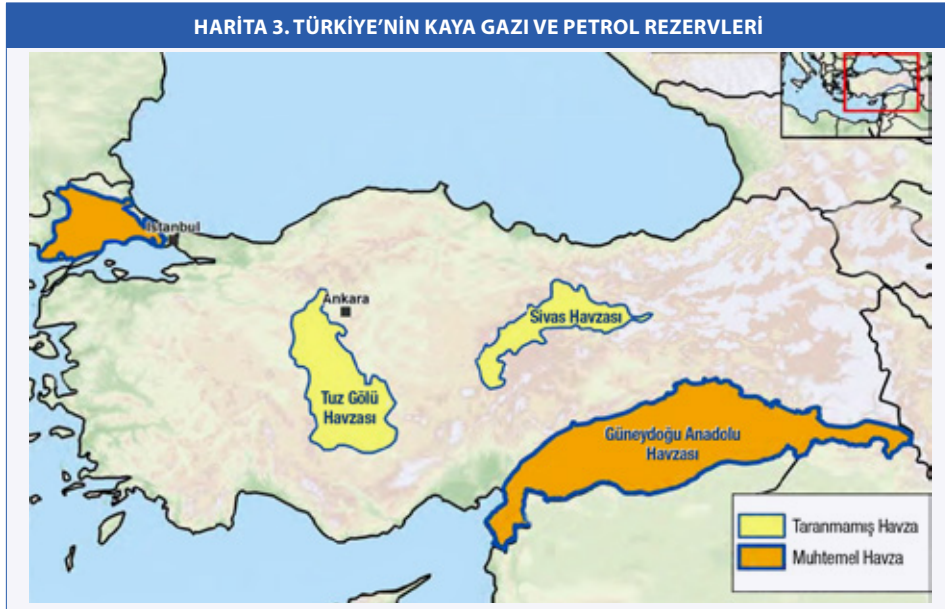 HARİTA 3. TÜRKİYE’NİN KAYA GAZI VE PETROL REZERVLERİ
İstanbul
Ankara
Sivas Havzası
Tuz Gölü
Havzası
Güneydoğu Anadolu
Havzası
Taranmamış Havza
Muhtemel Havza